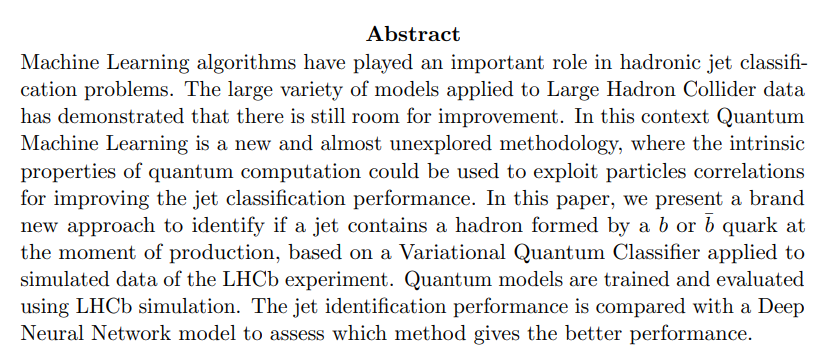 Abstract
Machine Learning algorithms have played an important role in hadronic jet classifi-
cation problems. The large variety of models applied to Large Hadron Collider data
has demonstrated that there is still room for improvement. In this context Quantum
Machine Learning is a new and almost unexplored methodology, where the intrinsic
properties of quantum computation could be used to exploit particles correlations
for improving the jet classification performance. In this paper, we present a brand
new approach to identify if a jet contains a hadron formed by a b or b̄ quark at
the moment of production, based on a Variational Quantum Classifier applied to
simulated data of the LHCb experiment. Quantum models are trained and evaluated
using LHCb simulation. The jet identification performance is compared with a Deep
Neural Network model to assess which method gives the better performance.